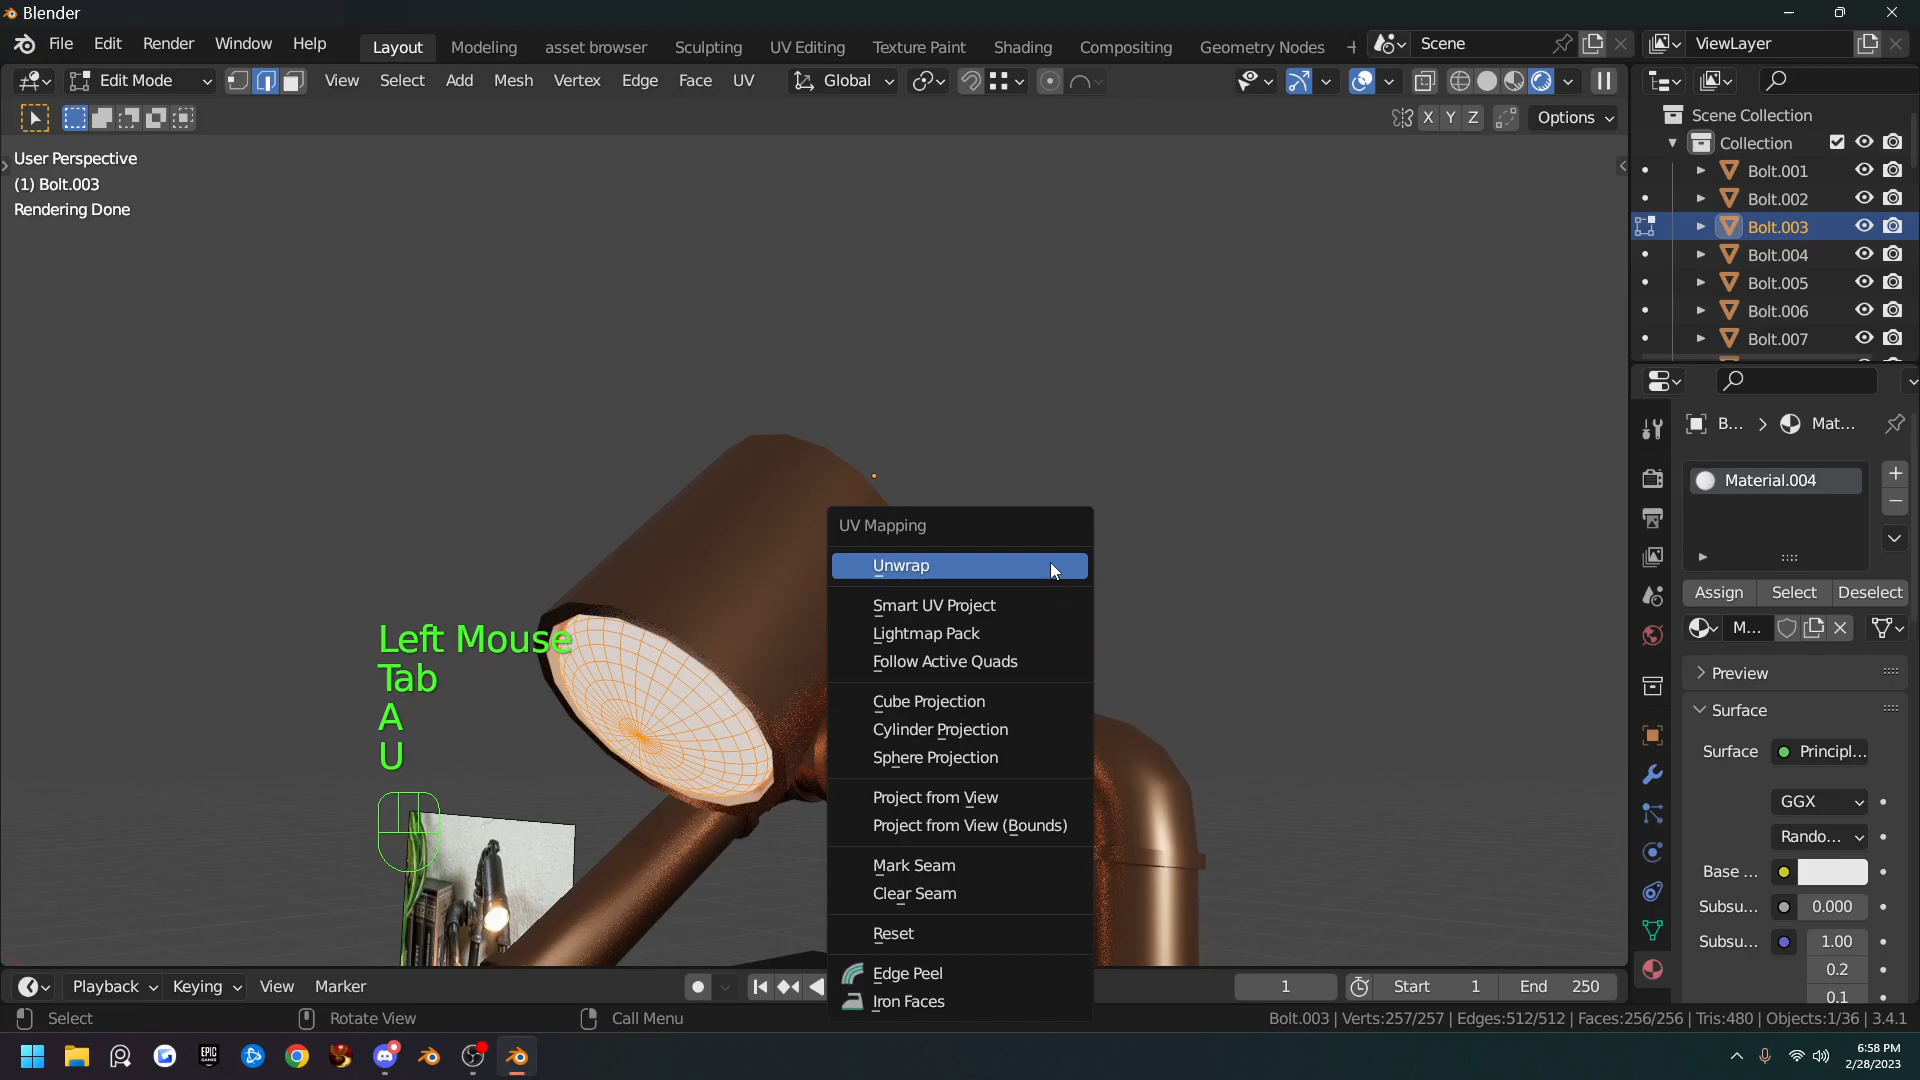 Blender
File Edit Render Window Help
Layout Modeling asset browser Sculpting UV Editing Texture Paint Shading Compositing Geometry Nodes
Scene
ViewLayer
Edit Mode
View Select Add Mesh Vertex Edge Face UV
Global
X Y Z
Options
User Perspective
(1) Bolt.003
Rendering Done
Scene Collection
Collection
Bolt.001
Bolt.002
Bolt.003
Bolt.004
Bolt.005
Bolt.006
Bolt.007
B... > Mat...
Material.004
Assign Select Deselect
M...
Preview
Surface
Surface Principl...
GGX
Rando...
Base ...
Subsu... 0.000
Subsu... 1.00
0.2
0.1
UV Mapping
Unwrap
Smart UV Project
Lightmap Pack
Follow Active Quads
Cube Projection
Cylinder Projection
Sphere Projection
Project from View
Project from View (Bounds)
Mark Seam
Clear Seam
Reset
Edge Peel
Iron Faces
Left Mouse
Tab
A
U
Playback Keying View Marker
1
Start 1 End 250
Select
Rotate View
Call Menu
Bolt.003 | Verts:257/257 | Edges:512/512 | Faces:256/256 | Tris:480 | Objects:1/36 | 3.4.1
EPIC GAMES
6:58 PM
2/28/2023